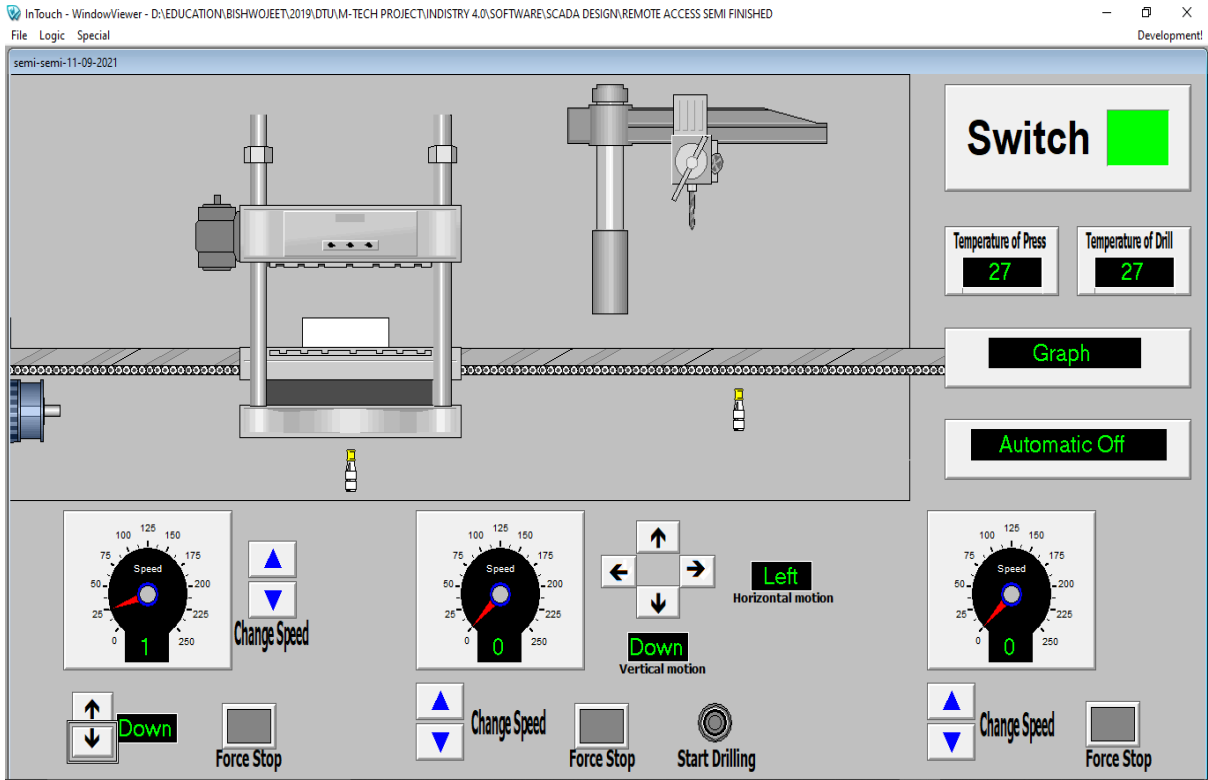 InTouch - WindowViewer - D:\EDUCATION\BISHWOJEET\2019\DTU\M-TECH PROJECT\INDISTRY 4.0\SOFTWARE\SCADA DESIGN\REMOTE ACCESS SEMI FINISHED
File Logic Special Development!
semi-semi-11-09-2021
Switch
Temperature of Press
27
Temperature of Drill
27
Graph
Automatic Off
0 25 50 75 100 125 150 175 200 225 250
Speed
1
Change Speed
Down
Force Stop
0 25 50 75 100 125 150 175 200 225 250
Speed
0
Left
Horizontal motion
Down
Vertical motion
Change Speed
Force Stop
Start Drilling
0 25 50 75 100 125 150 175 200 225 250
Speed
0
Change Speed
Force Stop